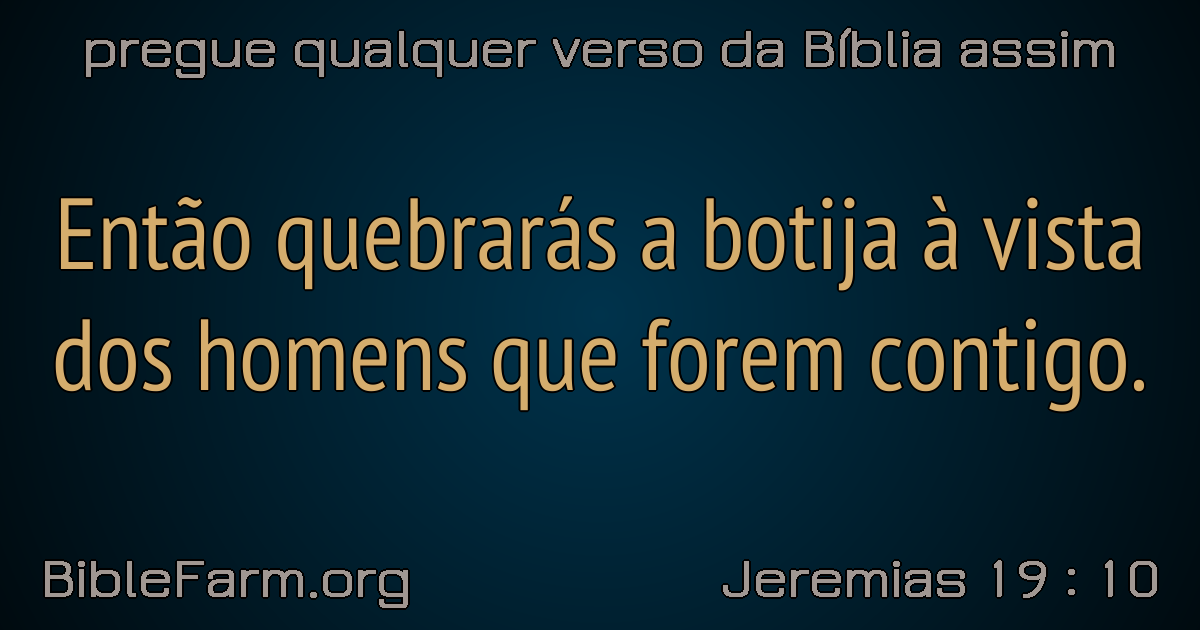 pregue qualquer verso da Bíblia assim
Então quebrarás a botija à vista
dos homens que forem contigo.
BibleFarm.org
Jeremias 19 : 10